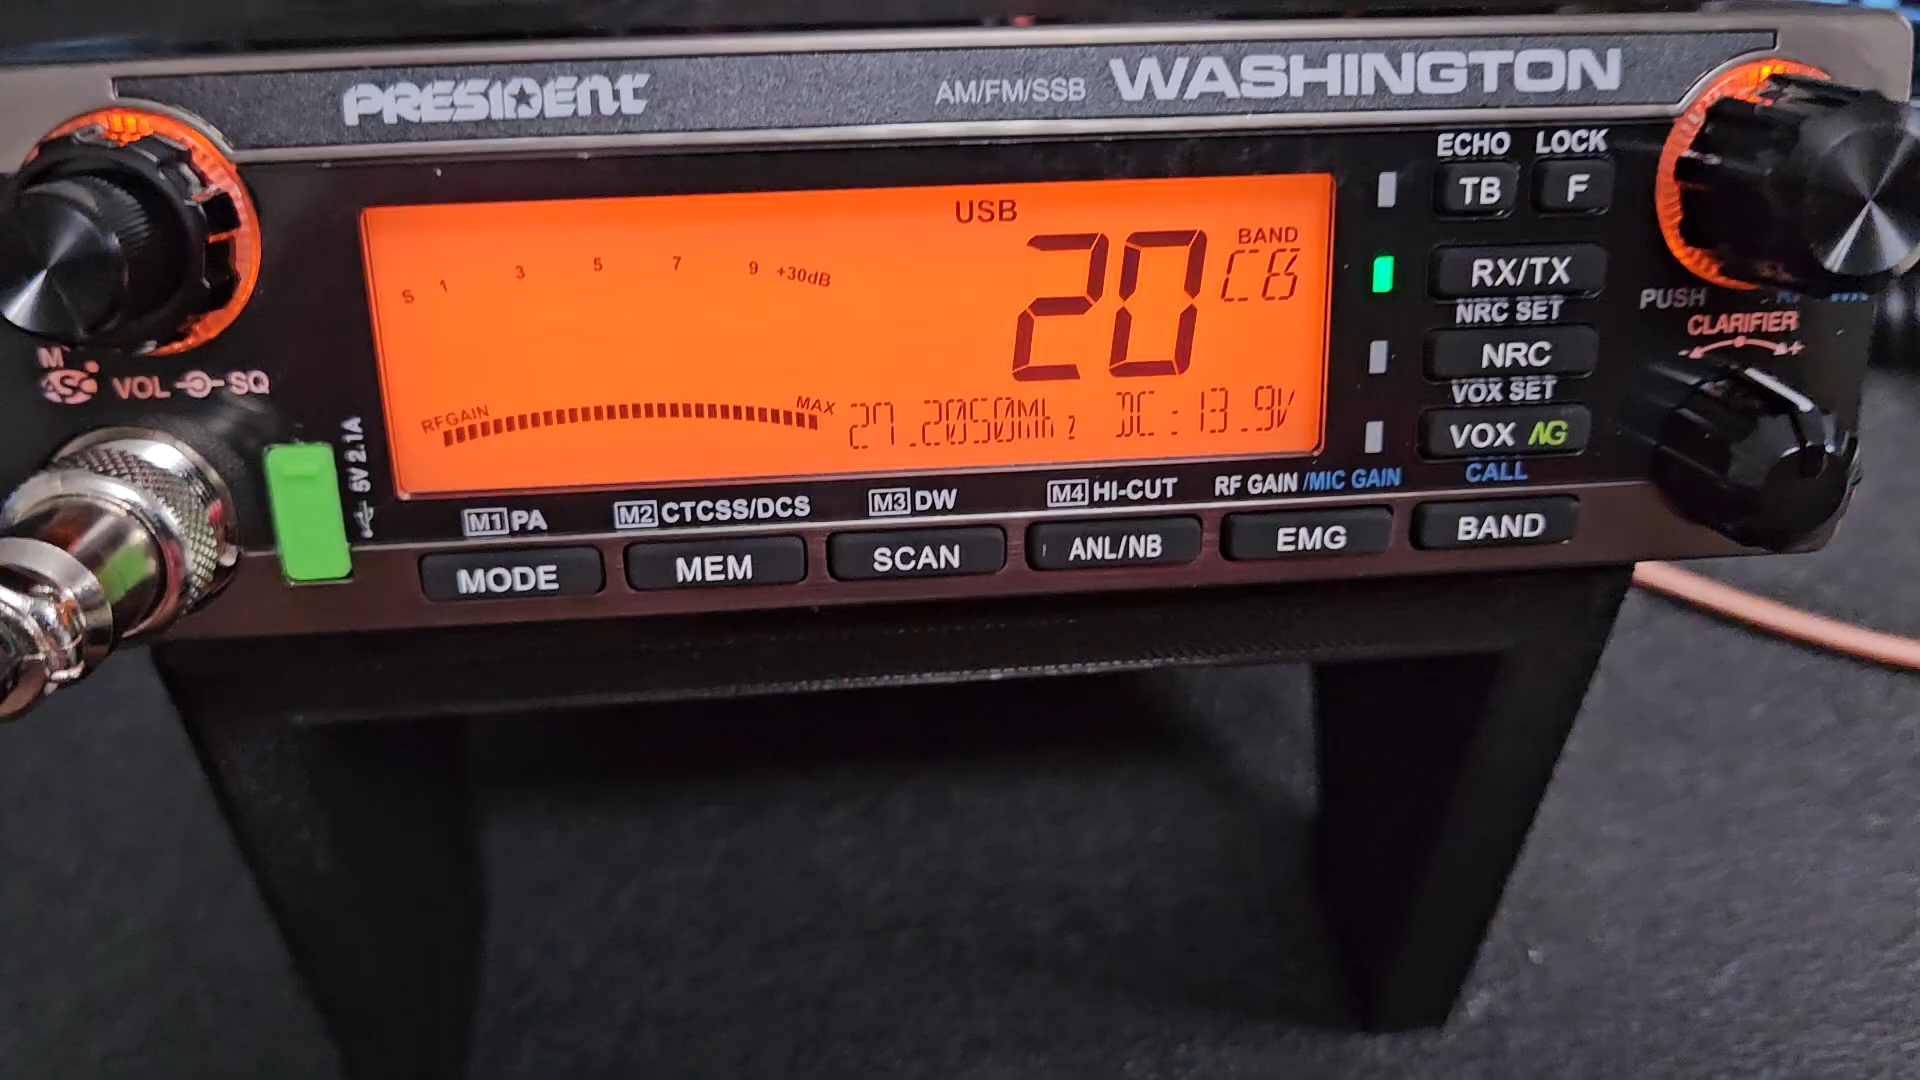 PRESIDENT AM/FM/SSB WASHINGTON
ECHO LOCK
TB F
USB
20 BAND
CB
S 1 3 5 7 9 +30dB
RX/TX
NRC SET
NRC
VOX SET
VOX NG
CALL
PUSH
CLARIFIER
- +
VOL SQ
5V 2.1A
RFGAIN MAX
27.2050MHz DC:13.9V
M1 PA M2 CTCSS/DCS M3 DW M4 HI-CUT RF GAIN /MIC GAIN
MODE MEM SCAN ANL/NB EMG BAND